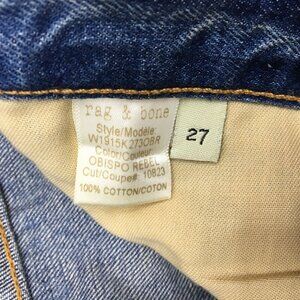 rag & bone
Style/Modèle:
W1915K273OBR
Color/Couleur:
OBISPO REBEL
Cut/Coupe#: 10823
100% COTTON/COTON
27